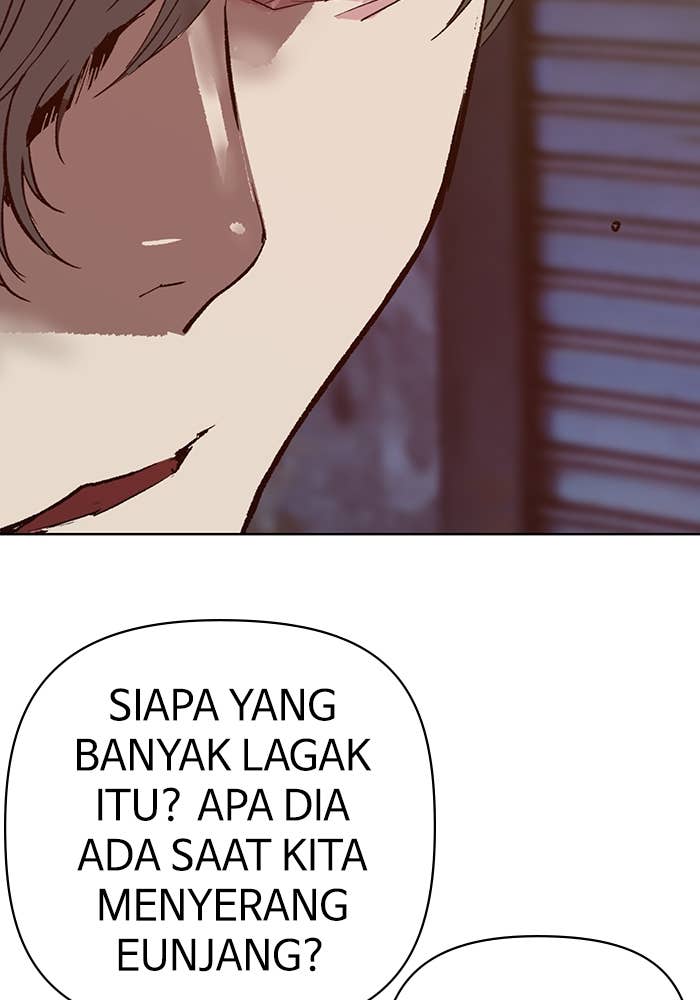 SIAPA YANG
BANYAK LAGAK
ITU? APA DIA
ADA SAAT KITA
MENYERANG
EUNJANG?